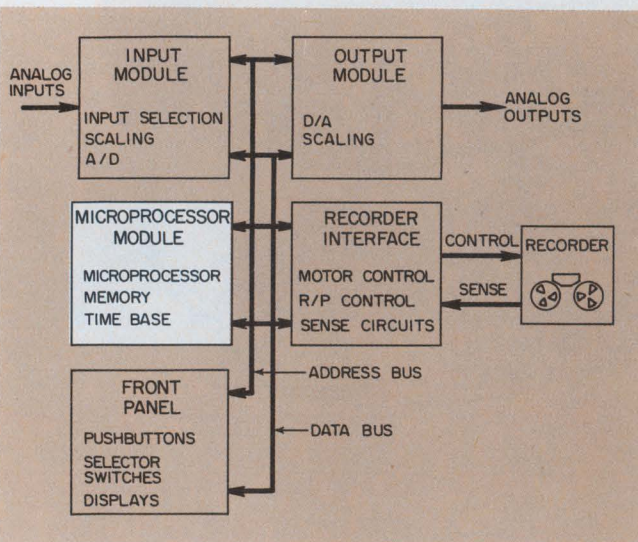 INPUT
MODULE
ANALOG
INPUTS
INPUT SELECTION
SCALING
A/D
OUTPUT
MODULE
D/A
SCALING
ANALOG
OUTPUTS
MICROPROCESSOR
MODULE
MICROPROCESSOR
MEMORY
TIME BASE
RECORDER
INTERFACE
MOTOR CONTROL
R/P CONTROL
SENSE CIRCUITS
CONTROL
SENSE
RECORDER
ADDRESS BUS
DATA BUS
FRONT
PANEL
PUSHBUTTONS
SELECTOR
SWITCHES
DISPLAYS